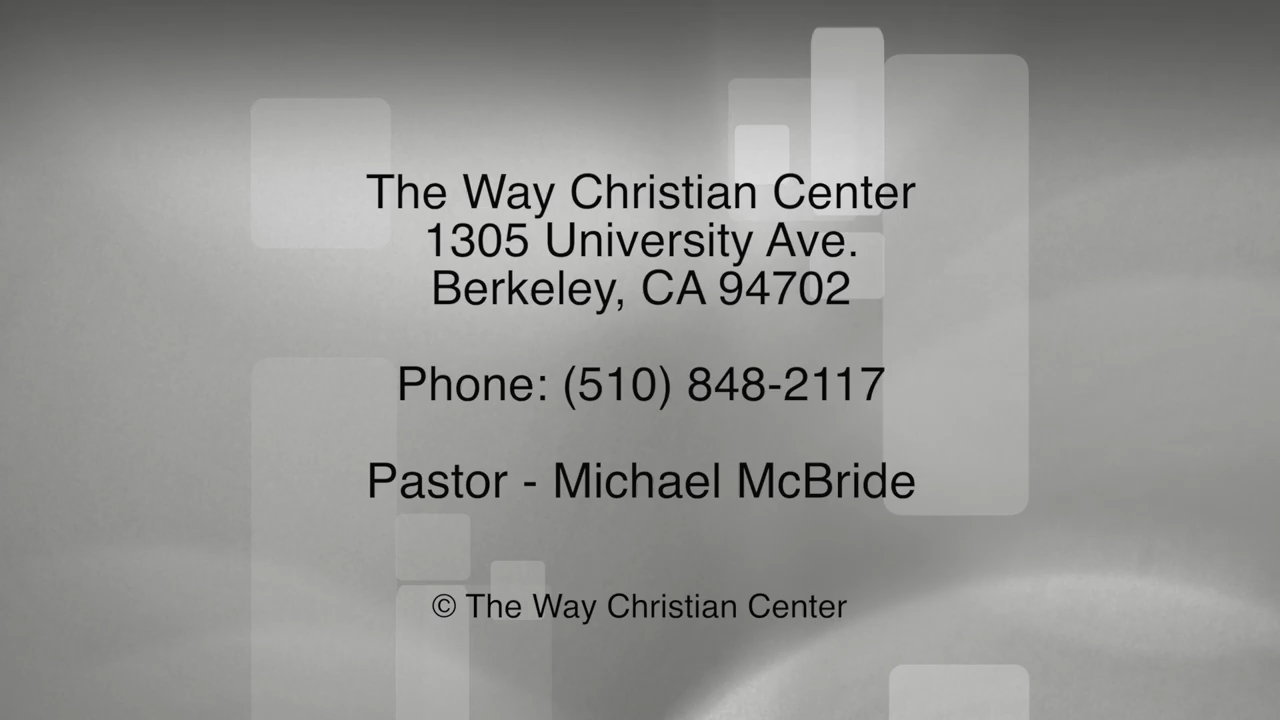 The Way Christian Center
1305 University Ave.
Berkeley, CA 94702
Phone: (510) 848-2117
Pastor - Michael McBride
© The Way Christian Center